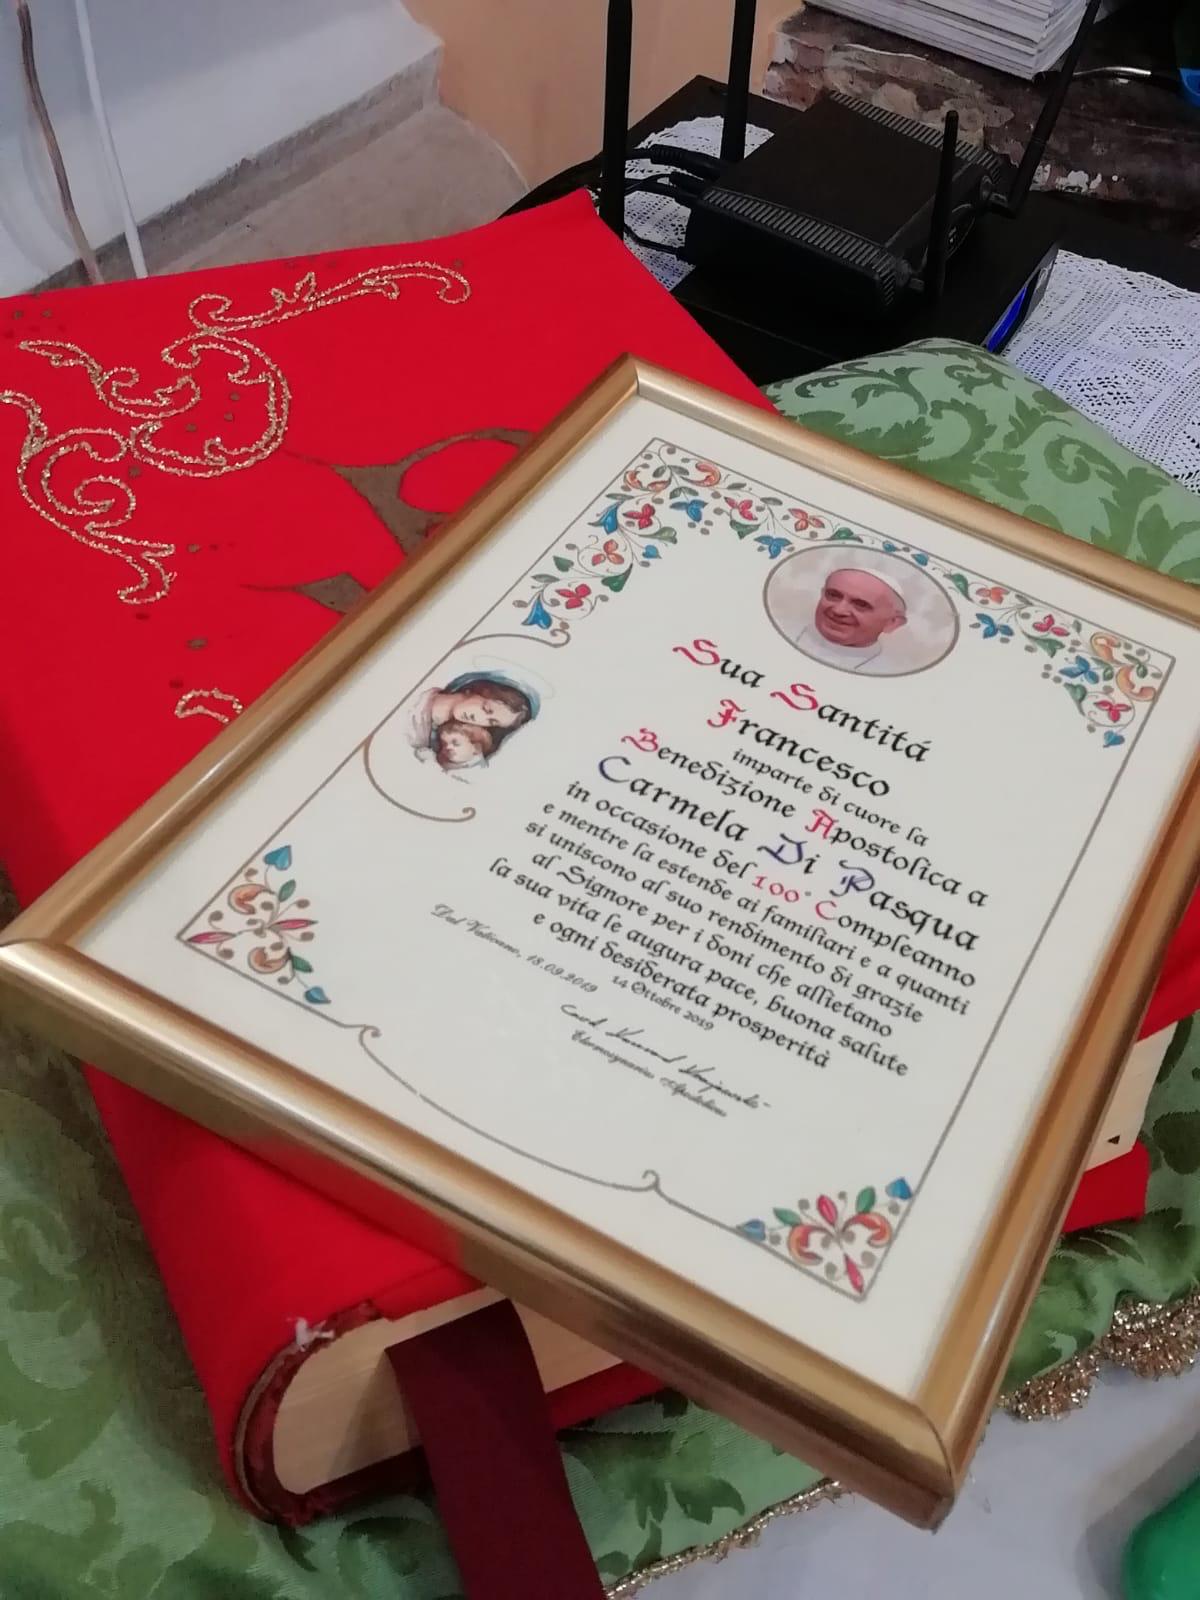 Sua Santitá
Francesco
imparte di cuore la
Benedizione Apostolica a
Carmela Di Pasqua
in occasione del 100° Compleanno
e mentre la estende ai familiari e a quanti
si uniscono al suo rendimento di grazie
al Signore per i doni che allietano
la sua vita le augura pace, buona salute
e ogni desiderata prosperità
14 Ottobre 2019
Dal Vaticano, 18.09.2019